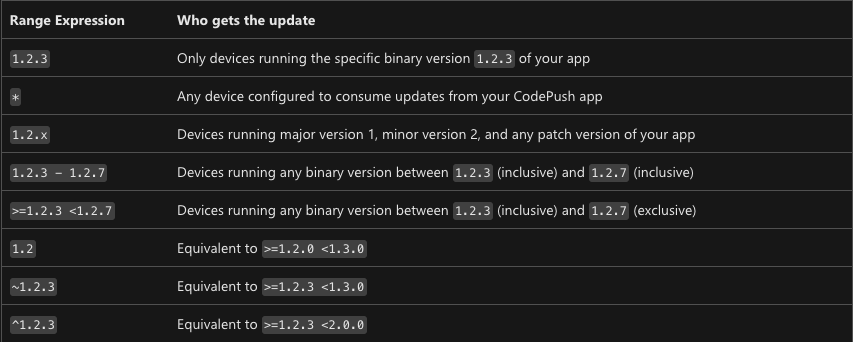 Range Expression Who gets the update
1.2.3 Only devices running the specific binary version 1.2.3 of your app
* Any device configured to consume updates from your CodePush app
1.2.x Devices running major version 1, minor version 2, and any patch version of your app
1.2.3 - 1.2.7 Devices running any binary version between 1.2.3 (inclusive) and 1.2.7 (inclusive)
>=1.2.3 <1.2.7 Devices running any binary version between 1.2.3 (inclusive) and 1.2.7 (exclusive)
1.2 Equivalent to >=1.2.0 <1.3.0
~1.2.3 Equivalent to >=1.2.3 <1.3.0
^1.2.3 Equivalent to >=1.2.3 <2.0.0